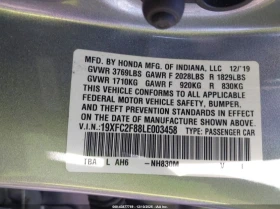 MFD. BY HONDA MFG. OF INDIANA, LLC 12/19
GVWR 3769LBS GAWR F 2028LBS R 1829LBS
GVWR 1710KG GAWR F 920KG R 830KG
THIS VEHICLE CONFORMS TO ALL APPLICABLE
FEDERAL MOTOR VEHICLE SAFETY, BUMPER,
AND THEFT PREVENTION STANDARDS IN EFFECT
ON THE DATE OF MANUFACTURE SHOWN ABOVE.
V.I.N: 19XFC2F88LE003458 TYPE: PASSENGER CAR
TBA L AH6 NH830M V